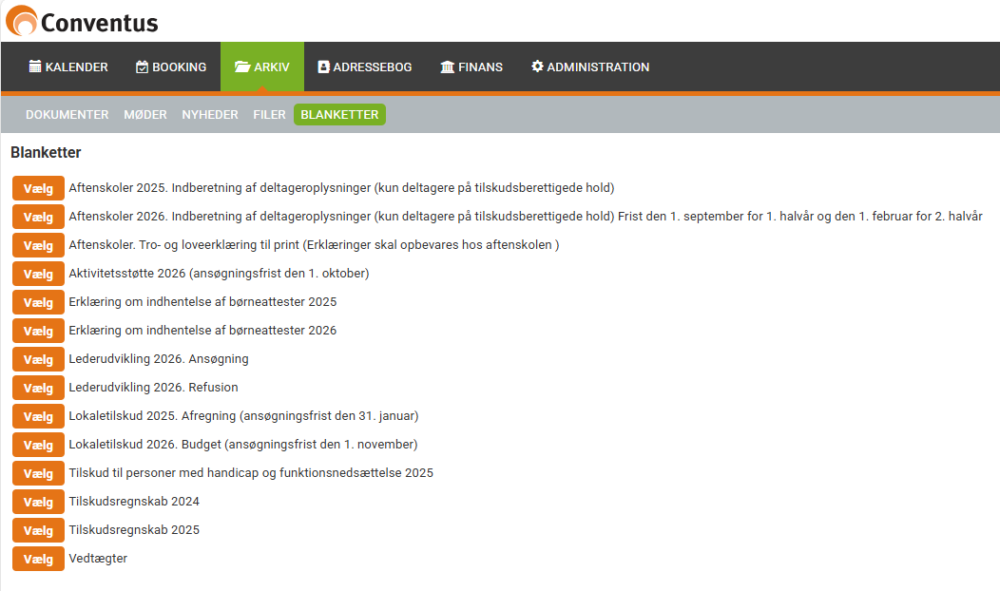 Conventus
KALENDER BOOKING ARKIV ADRESSEBOG FINANS ADMINISTRATION
DOKUMENTER MØDER NYHEDER FILER BLANKETTER
Blanketter
Vælg Aftenskoler 2025. Indberetning af deltageroplysninger (kun deltagere på tilskudsberettigede hold)
Vælg Aftenskoler 2026. Indberetning af deltageroplysninger (kun deltagere på tilskudsberettigede hold) Frist den 1. september for 1. halvår og den 1. februar for 2. halvår
Vælg Aftenskoler. Tro- og loveerklæring til print (Erklæringer skal opbevares hos aftenskolen )
Vælg Aktivitetsstøtte 2026 (ansøgningsfrist den 1. oktober)
Vælg Erklæring om indhentelse af børneattester 2025
Vælg Erklæring om indhentelse af børneattester 2026
Vælg Lederudvikling 2026. Ansøgning
Vælg Lederudvikling 2026. Refusion
Vælg Lokaletilskud 2025. Afregning (ansøgningsfrist den 31. januar)
Vælg Lokaletilskud 2026. Budget (ansøgningsfrist den 1. november)
Vælg Tilskud til personer med handicap og funktionsnedsættelse 2025
Vælg Tilskudsregnskab 2024
Vælg Tilskudsregnskab 2025
Vælg Vedtægter